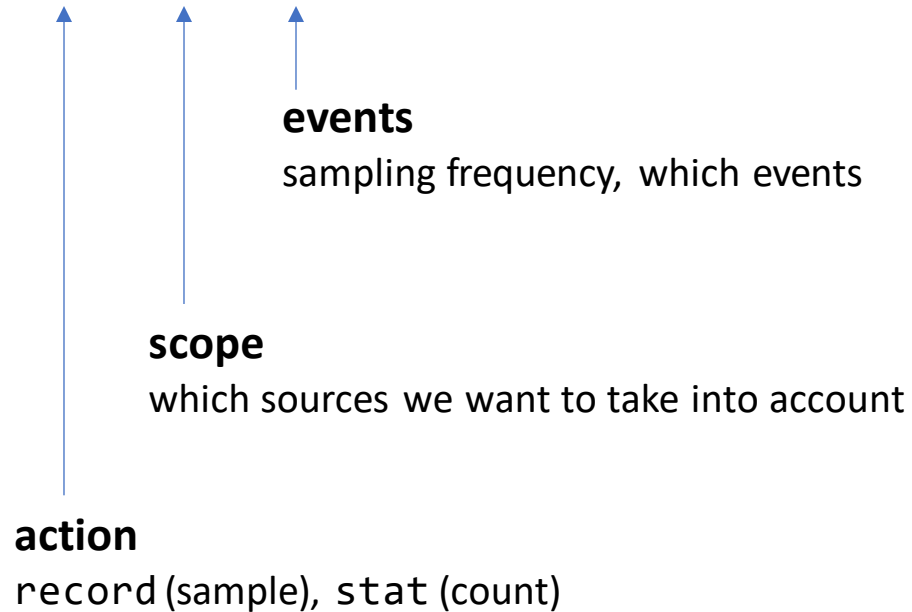 events
sampling frequency, which events
scope
which sources we want to take into account
action
record (sample), stat (count)